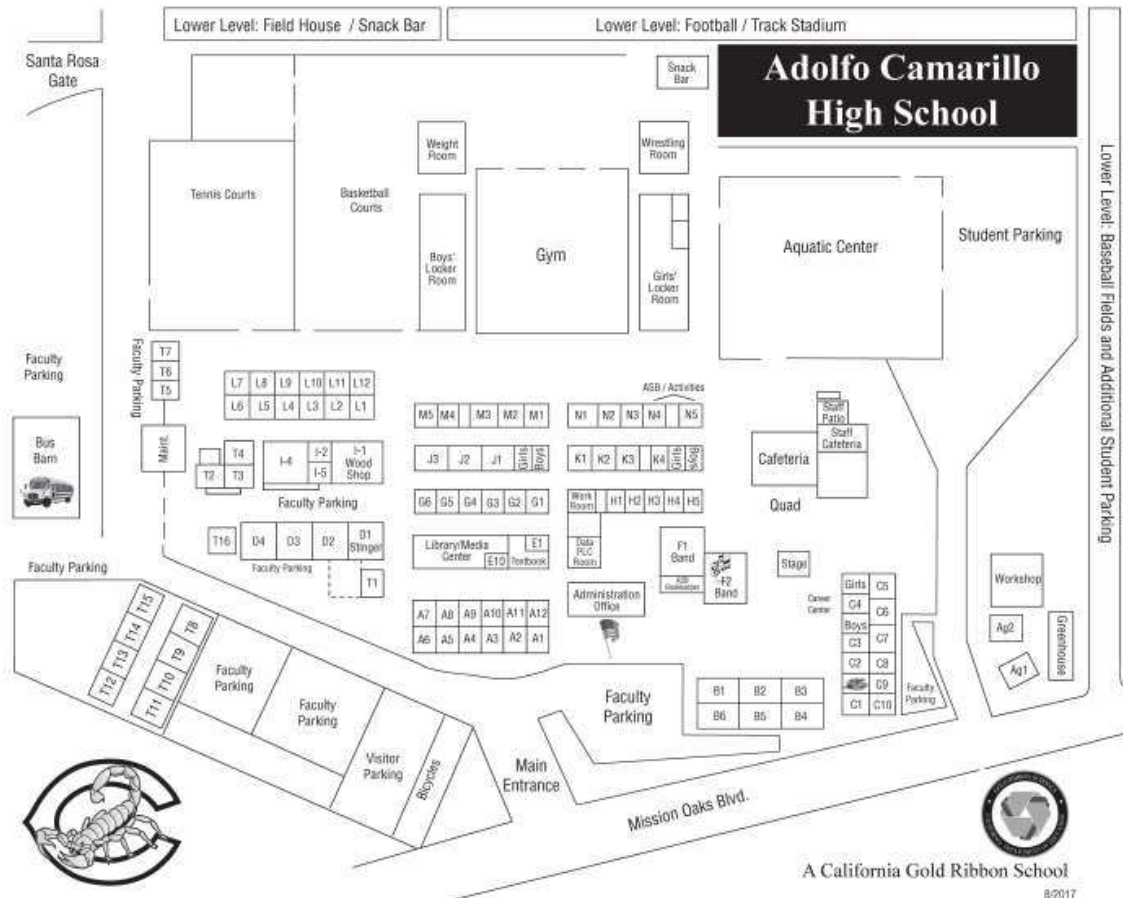 Lower Level: Field House / Snack Bar
Lower Level: Football / Track Stadium
Santa Rosa
Gate
Snack
Bar
Adolfo Camarillo
High School
Weight
Room
Wrestling
Room
Lower Level: Baseball Fields and Additional Student Parking
Tennis Courts
Basketball
Courts
Boys'
Locker
Room
Gym
Girls'
Locker
Room
Aquatic Center
Student Parking
Faculty
Parking
Faculty Parking
T7
T6
T5
L7 L8 L9 L10 L11 L12
L6 L5 L4 L3 L2 L1
ASB / Activities
M5 M4 M3 M2 M1
N1 N2 N3 N4 N5
Staff
Patio
Staff
Cafeteria
Cafeteria
Quad
Bus
Barn
Maint.
T4
T2 T3
I-4
I-2
I-5
I-1
Wood
Shop
Faculty Parking
J3 J2 J1 Girls Boys
K1 K2 K3 K4 Girls Boys
G6 G5 G4 G3 G2 G1
Work
Room
H1 H2 H3 H4 H5
T16
D4 D3 D2
D1
Stinger
Faculty Parking
T1
Library/Media
Center
E1
E10 Textbook
Data
PLC
Room
F1
Band
F2
Band
Stage
Administration
Office
A7 A8 A9 A10 A11 A12
A6 A5 A4 A3 A2 A1
Career
Center
Girls C5
C4 C6
Boys
C3 C7
C2 C8
C9
C1 C10
Faculty
Parking
Workshop
Ag2
Ag1
Greenhouse
Faculty Parking
T15
T14
T13
T12
T8
T9
T10
T11
Faculty
Parking
Faculty
Parking
Visitor
Parking
Bicycles
Main
Entrance
Faculty
Parking
B1 B2 B3
B6 B5 B4
Mission Oaks Blvd.
A California Gold Ribbon School
8/2017